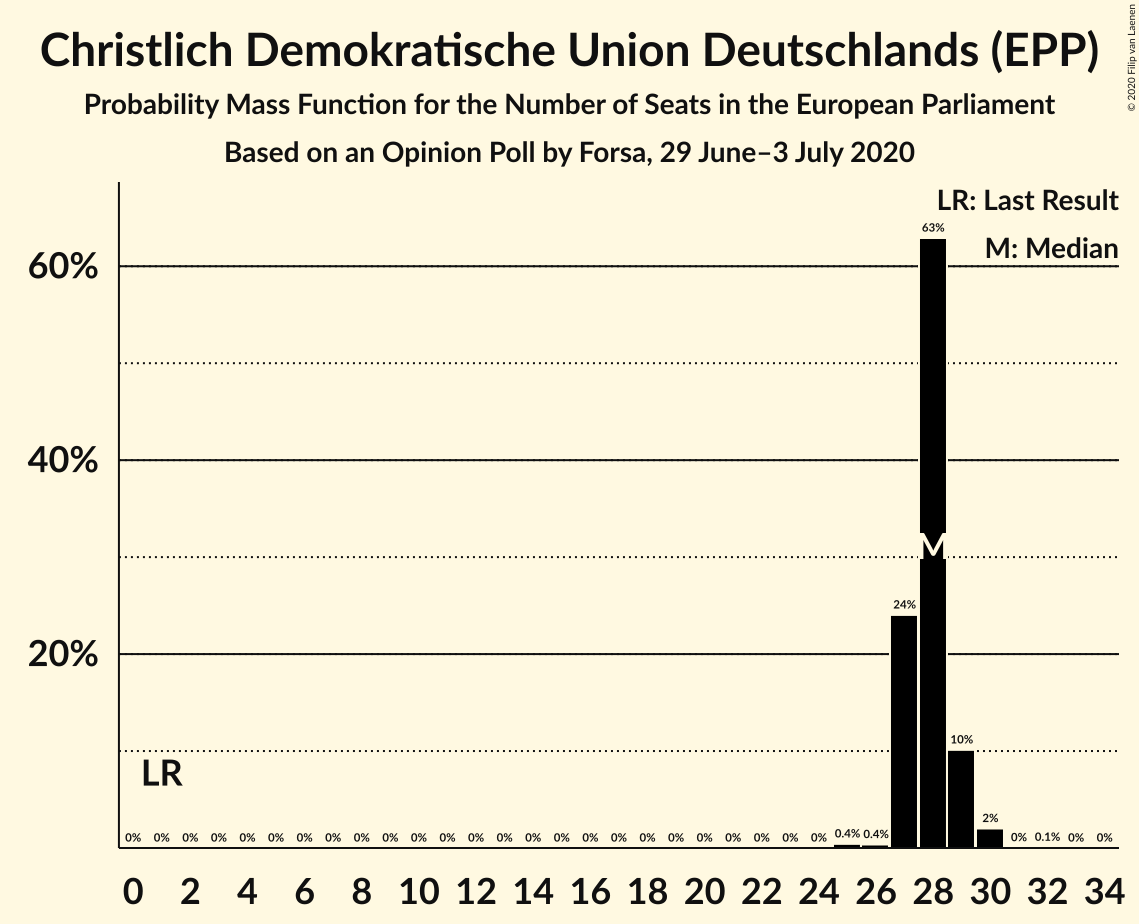 Christlich Demokratische Union Deutschlands (EPP)
Probability Mass Function for the Number of Seats in the European Parliament
Based on an Opinion Poll by Forsa, 29 June–3 July 2020
© 2020 Filip van Laenen
LR: Last Result
M: Median
63%
60%
40%
M
24%
20%
10%
LR
2%
0% 0% 0% 0% 0% 0% 0% 0% 0% 0% 0% 0% 0% 0% 0% 0% 0% 0% 0% 0% 0% 0% 0% 0% 0% 0.4% 0.4% 0% 0.1% 0% 0%
0 2 4 6 8 10 12 14 16 18 20 22 24 26 28 30 32 34